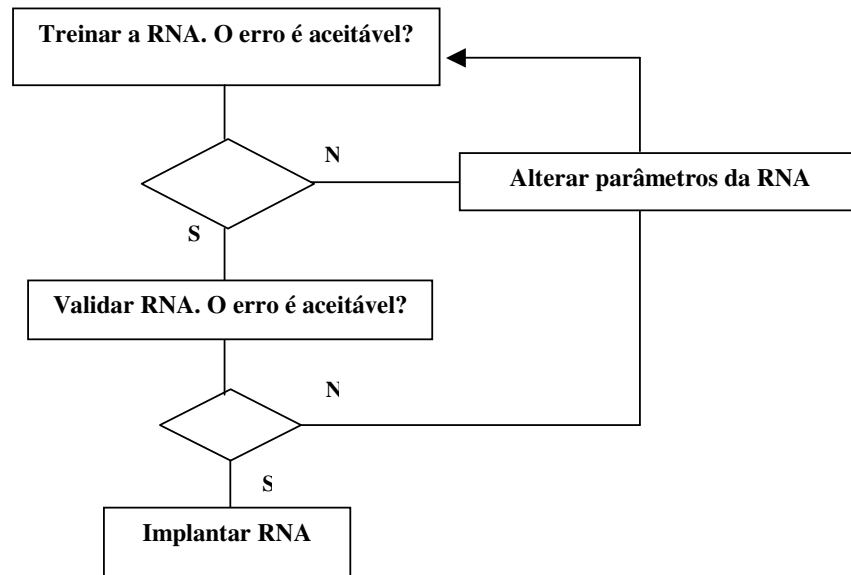 Treinar a RNA. O erro é aceitável?
N
Alterar parâmetros da RNA
S
Validar RNA. O erro é aceitável?
N
S
Implantar RNA